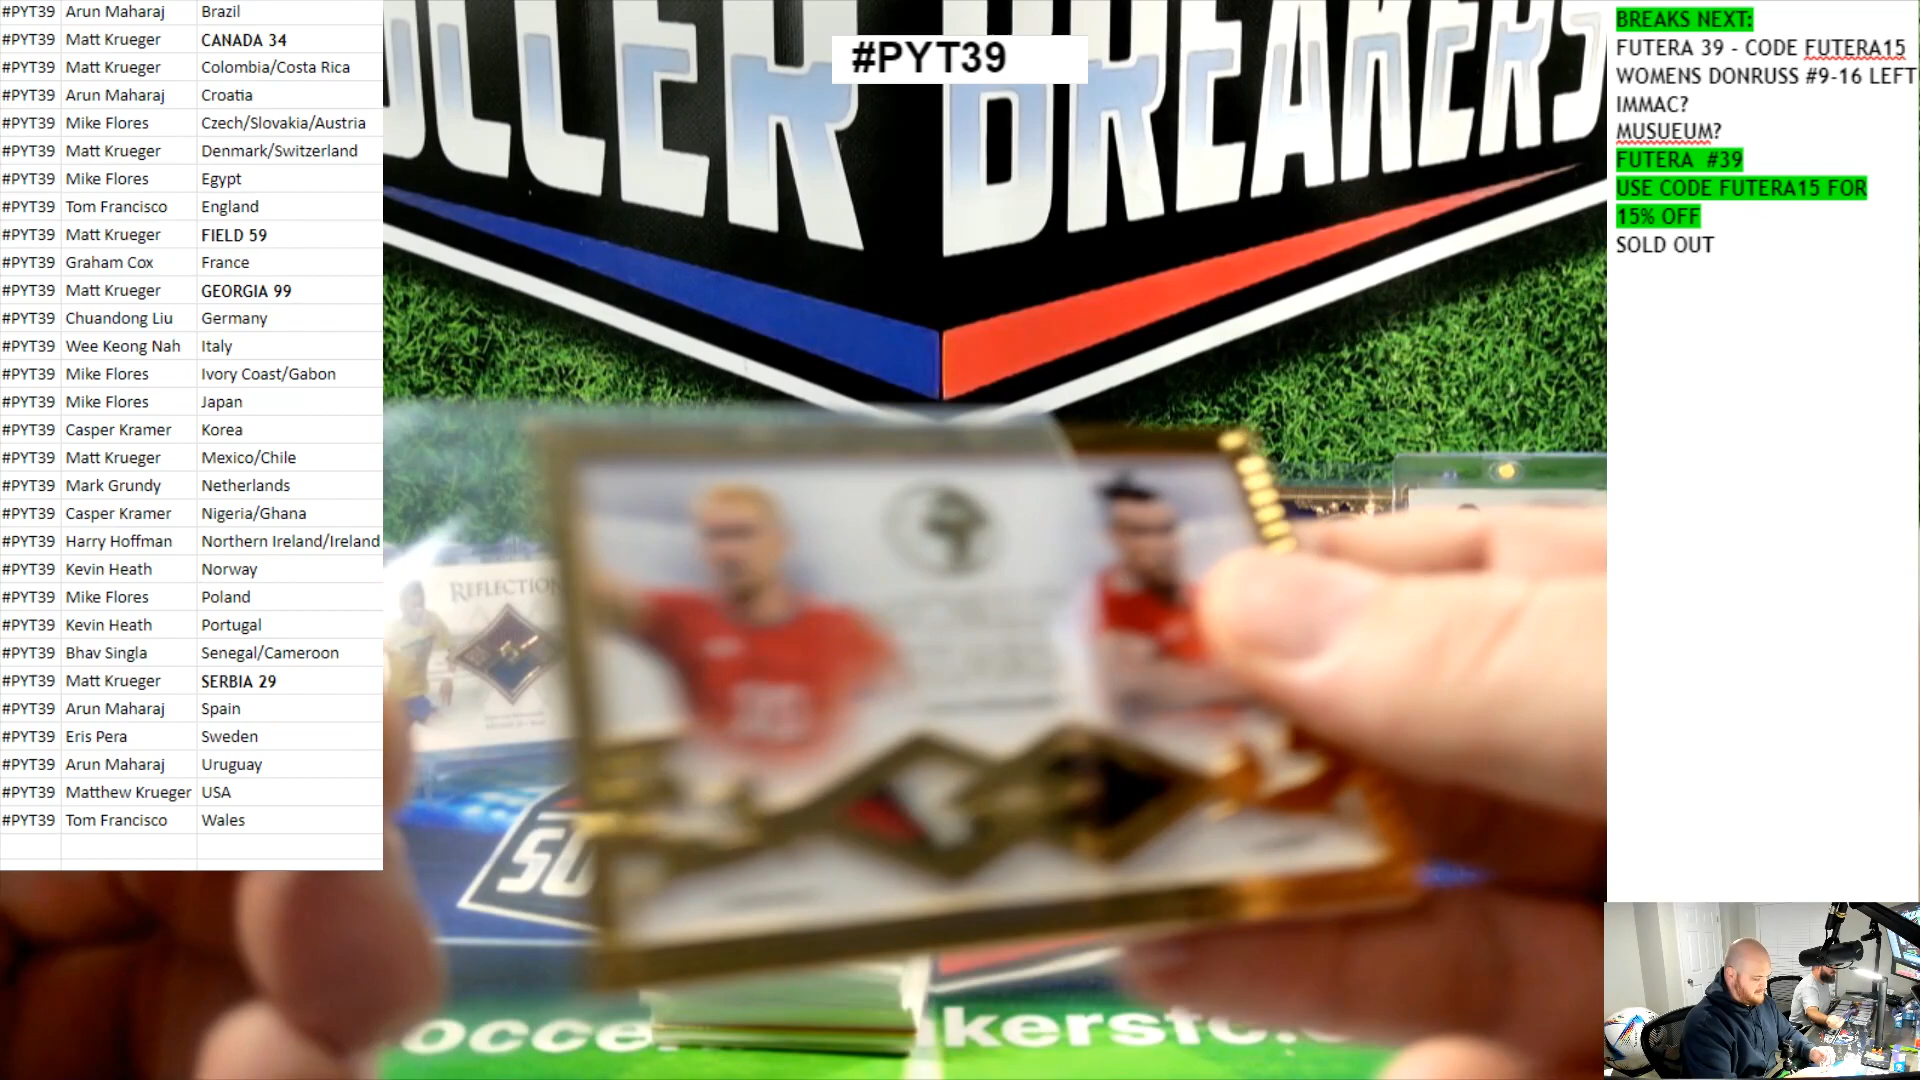 #PYT39 Arun Maharaj Brazil
#PYT39 Matt Krueger CANADA 34
#PYT39 Matt Krueger Colombia/Costa Rica
#PYT39 Arun Maharaj Croatia
#PYT39 Mike Flores Czech/Slovakia/Austria
#PYT39 Matt Krueger Denmark/Switzerland
#PYT39 Mike Flores Egypt
#PYT39 Tom Francisco England
#PYT39 Matt Krueger FIELD 59
#PYT39 Graham Cox France
#PYT39 Matt Krueger GEORGIA 99
#PYT39 Chuandong Liu Germany
#PYT39 Wee Keong Nah Italy
#PYT39 Mike Flores Ivory Coast/Gabon
#PYT39 Mike Flores Japan
#PYT39 Casper Kramer Korea
#PYT39 Matt Krueger Mexico/Chile
#PYT39 Mark Grundy Netherlands
#PYT39 Casper Kramer Nigeria/Ghana
#PYT39 Harry Hoffman Northern Ireland/Ireland
#PYT39 Kevin Heath Norway
#PYT39 Mike Flores Poland
#PYT39 Kevin Heath Portugal
#PYT39 Bhav Singla Senegal/Cameroon
#PYT39 Matt Krueger SERBIA 29
#PYT39 Arun Maharaj Spain
#PYT39 Eris Pera Sweden
#PYT39 Arun Maharaj Uruguay
#PYT39 Matthew Krueger USA
#PYT39 Tom Francisco Wales
#PYT39
BREAKERS
REFLECTION
BREAKS NEXT:
FUTERA 39 - CODE FUTERA15
WOMENS DONRUSS #9-16 LEFT
IMMAC?
MUSUEUM?
FUTERA #39
USE CODE FUTERA15 FOR
15% OFF
SOLD OUT